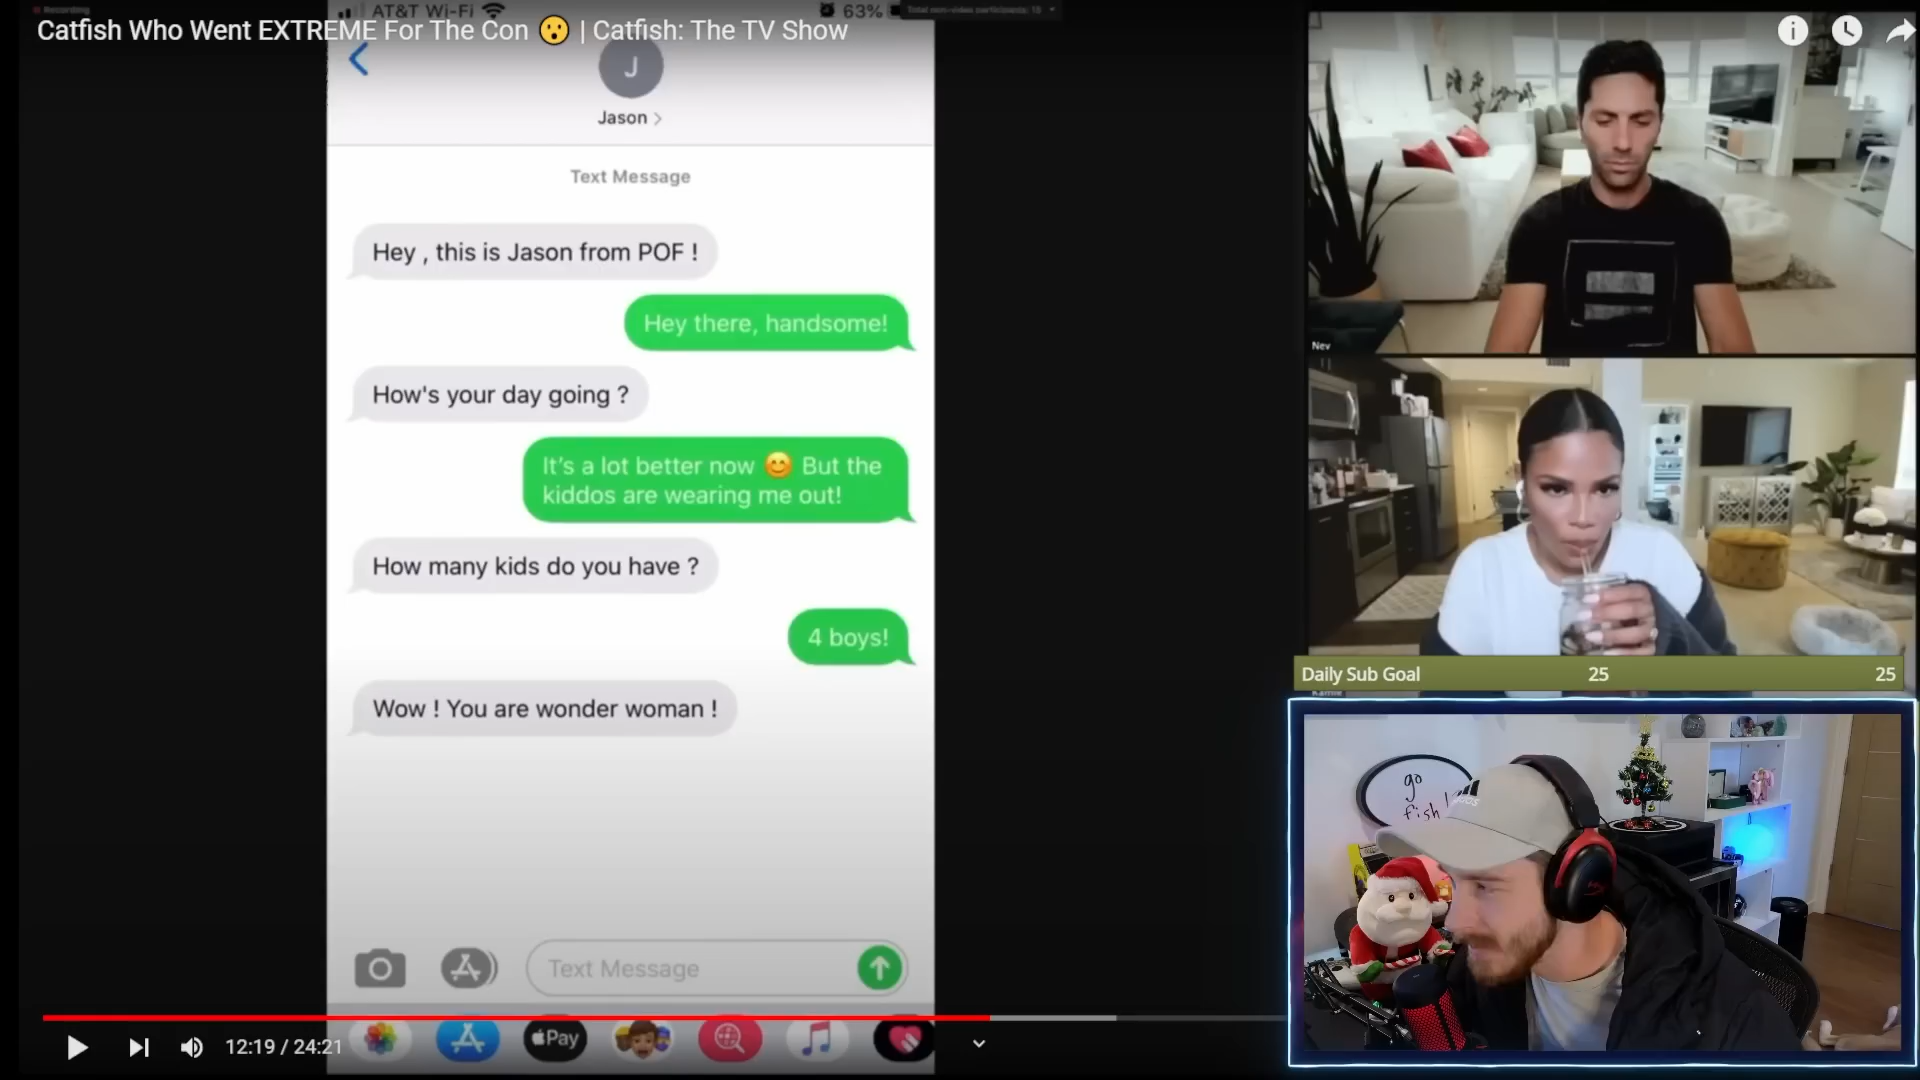 Recording
AT&T Wi-Fi
63%
Catfish Who Went EXTREME For The Con 😮 | Catfish: The TV Show
J
Jason
Text Message
Hey , this is Jason from POF !
Hey there, handsome!
How's your day going ?
It's a lot better now 😊 But the
kiddos are wearing me out!
How many kids do you have ?
4 boys!
Wow ! You are wonder woman !
Text Message
Pay
12:19 / 24:21
Nev
Daily Sub Goal 25 25
Kamie
go
fish